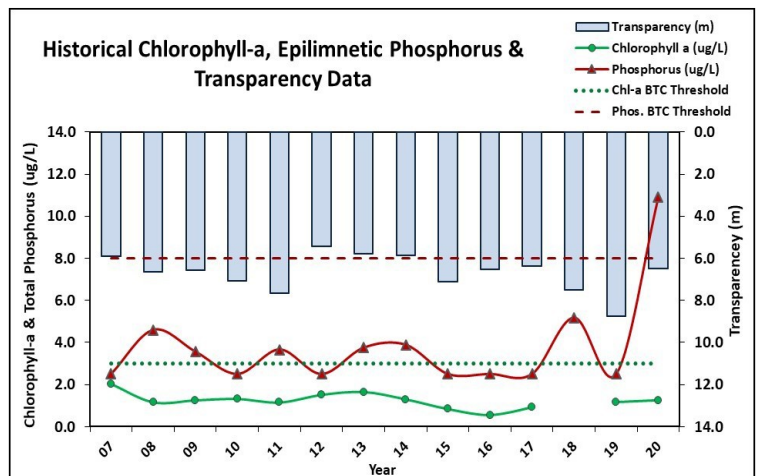 Historical Chlorophyll-a, Epilimnetic Phosphorus &
Transparency Data
Transparency (m)
Chlorophyll a (ug/L)
Phosphorus (ug/L)
Chl-a BTC Threshold
Phos. BTC Threshold
Chlorophyll-a & Total Phosphorus (ug/L)
14.0
12.0
10.0
8.0
6.0
4.0
2.0
0.0
0.0
2.0
4.0
6.0
8.0
10.0
12.0
14.0
Transparencey (m)
07 08 09 10 11 12 13 14 15 16 17 18 19 20
Year